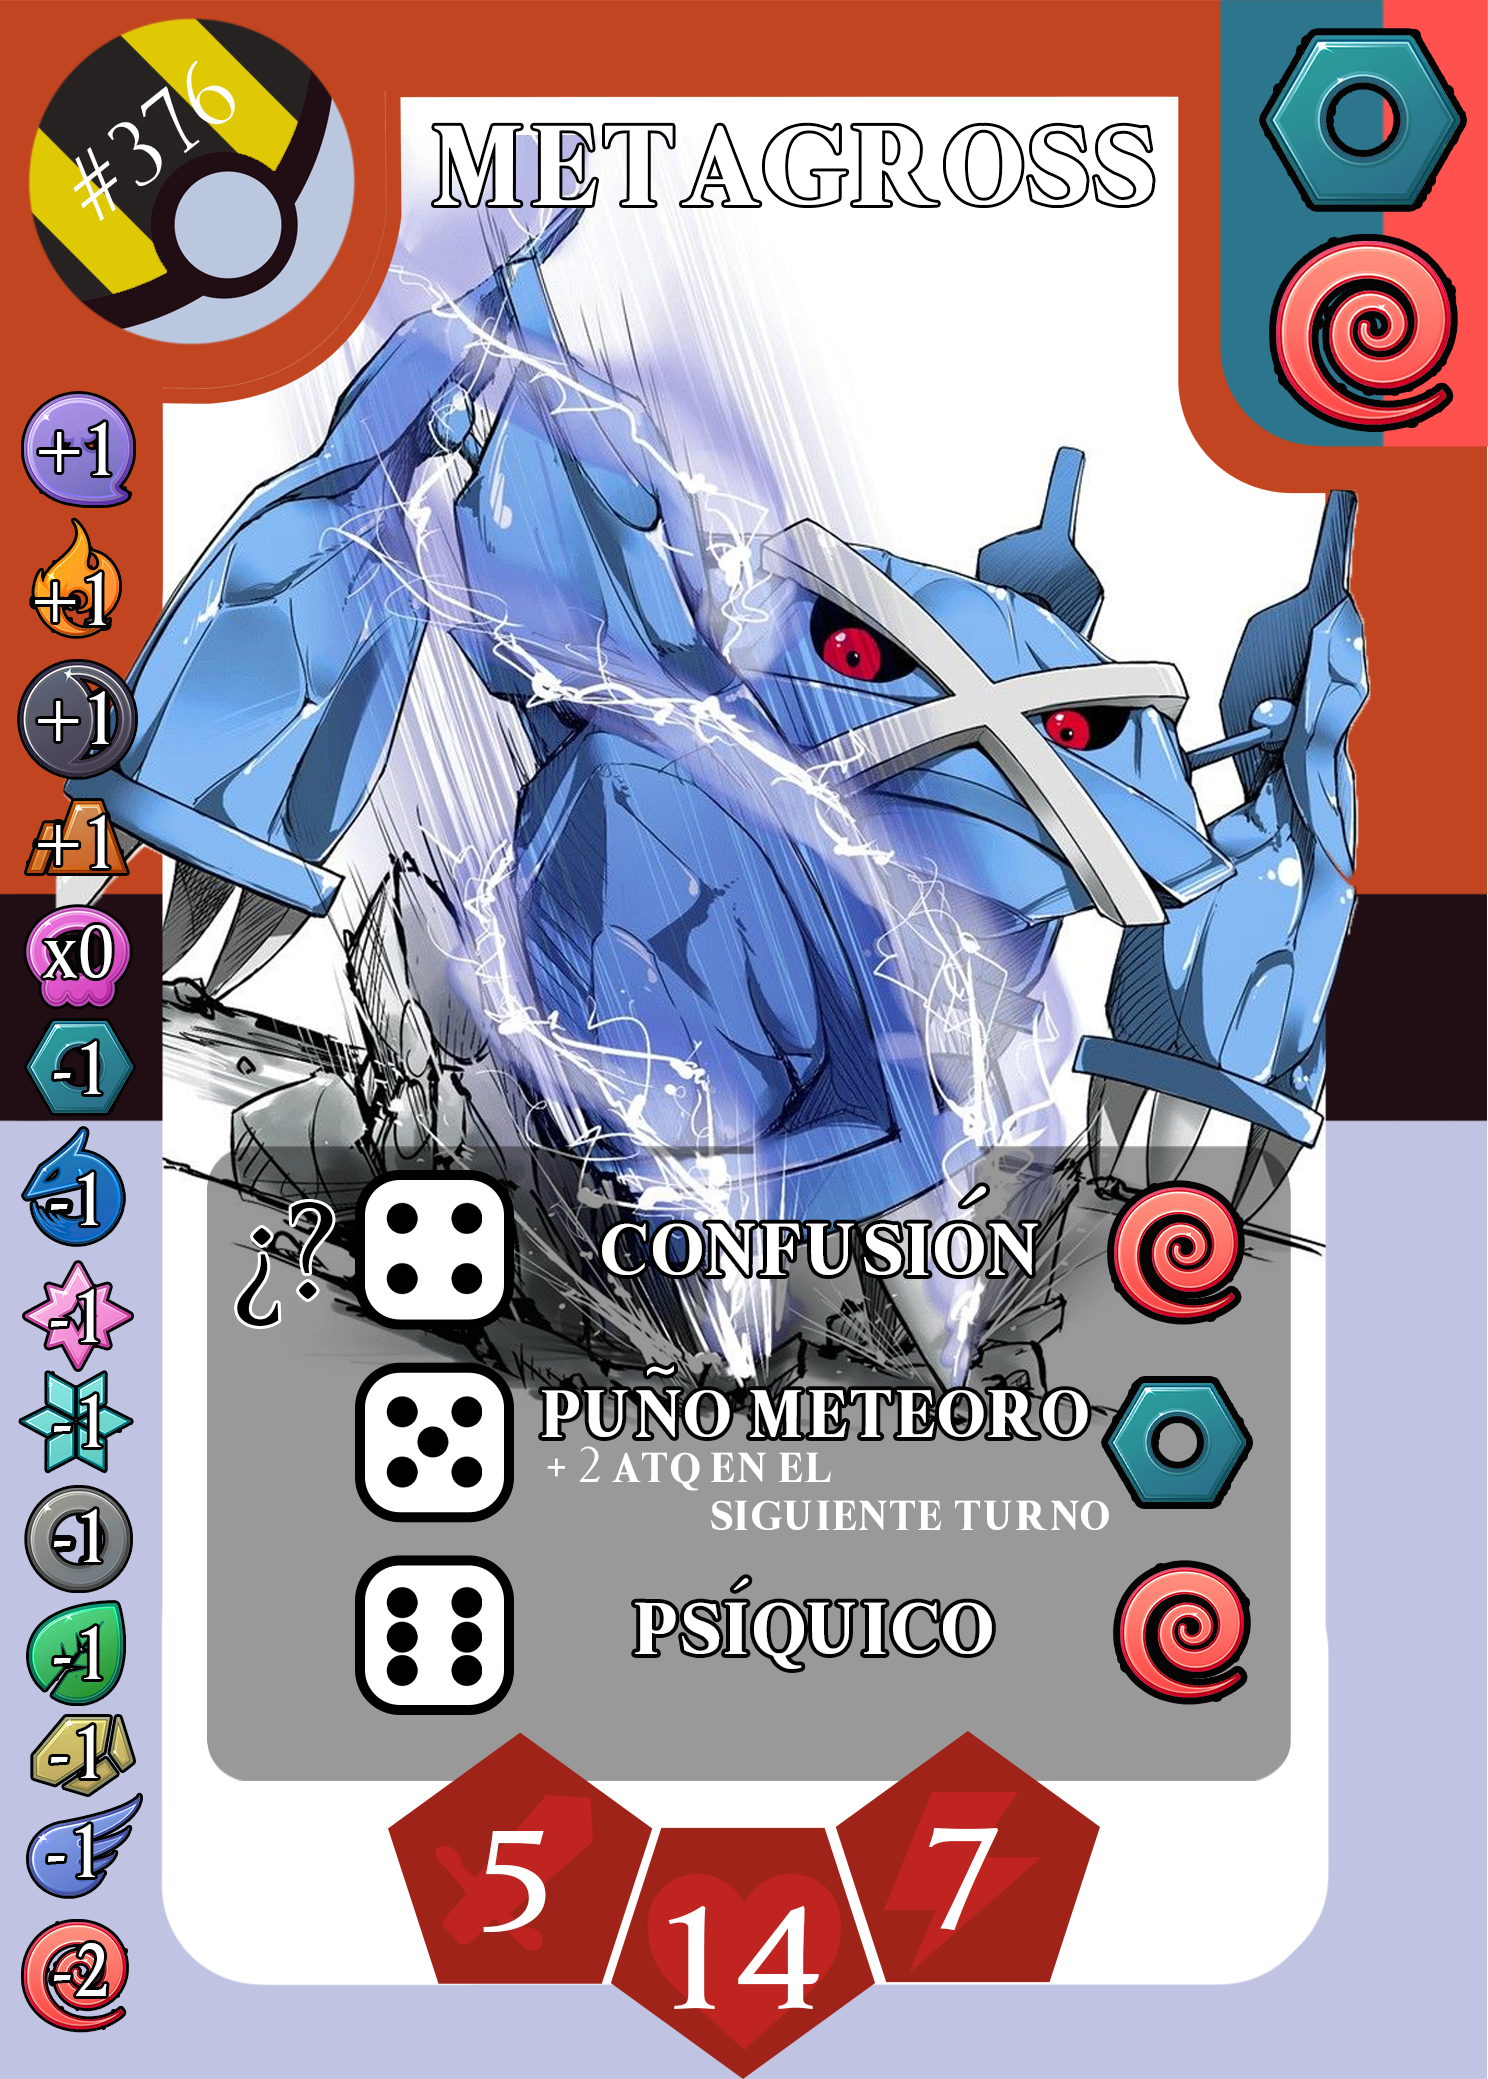 #376
METAGROSS
+1
+1
+1
+1
x0
-1
-1
-1
-1
-1
-1
-1
-1
-2
¿?
CONFUSIÓN
PUÑO METEORO
+ 2 ATQ EN EL
SIGUIENTE TURNO
PSÍQUICO
5
14
7